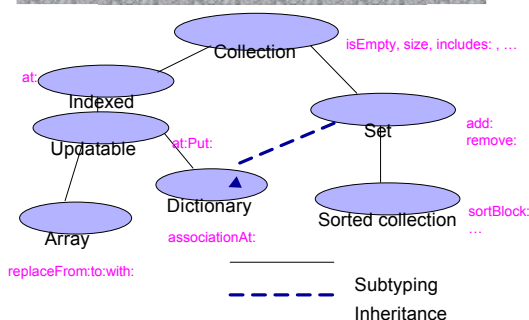 Collection
isEmpty, size, includes: , …
at:
Indexed
Updatable
at:Put:
Set
add:
remove:
Dictionary
associationAt:
Sorted collection
sortBlock:
…
Array
replaceFrom:to:with:
Subtyping
Inheritance